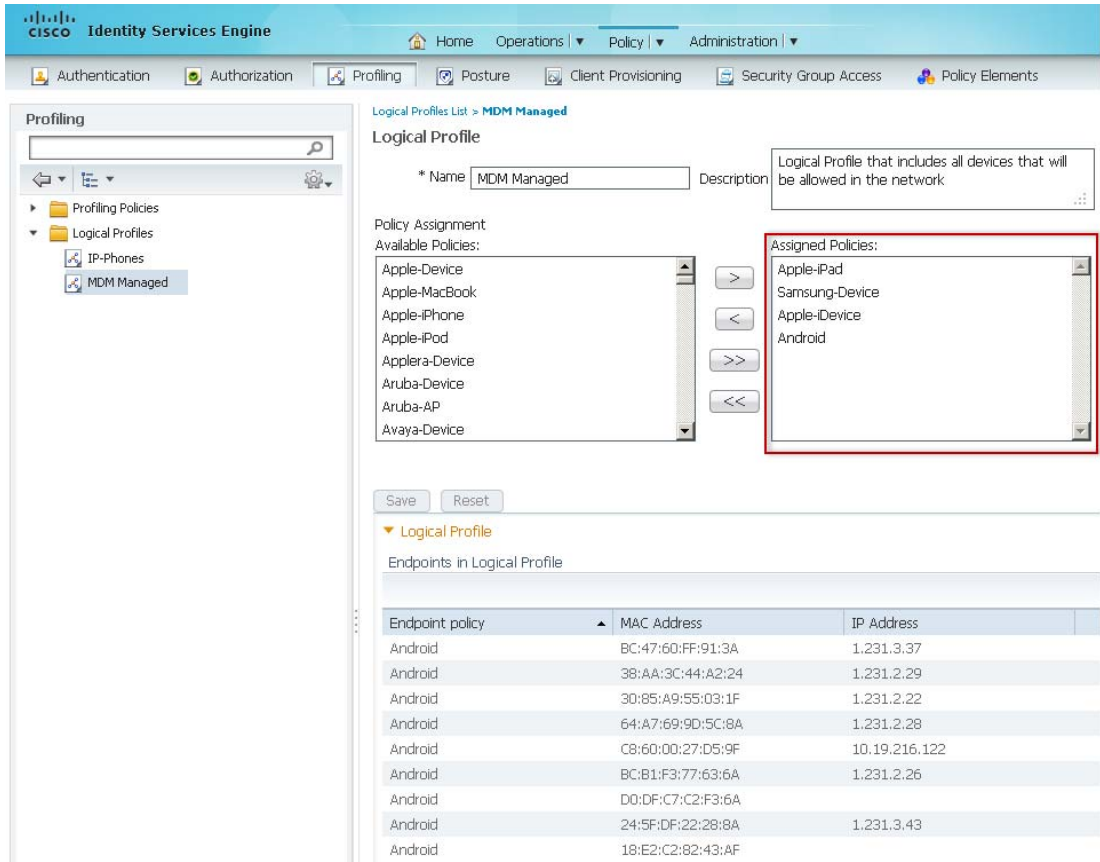 CISCO Identity Services Engine
Home Operations | ▼ Policy | ▼ Administration | ▼
Authentication Authorization Profiling Posture Client Provisioning Security Group Access Policy Elements
Profiling
Profiling Policies
Logical Profiles
IP-Phones
MDM Managed
Logical Profiles List > MDM Managed
Logical Profile
* Name MDM Managed
Description Logical Profile that includes all devices that will
be allowed in the network
Policy Assignment
Available Policies:
Apple-Device
Apple-MacBook
Apple-iPhone
Apple-iPod
Applera-Device
Aruba-Device
Aruba-AP
Avaya-Device
>
<
>>
<<
Assigned Policies:
Apple-iPad
Samsung-Device
Apple-iDevice
Android
Save Reset
Logical Profile
Endpoints in Logical Profile
Endpoint policy MAC Address IP Address
Android BC:47:60:FF:91:3A 1.231.3.37
Android 38:AA:3C:44:A2:24 1.231.2.29
Android 30:85:A9:55:03:1F 1.231.2.22
Android 64:A7:69:9D:5C:8A 1.231.2.28
Android C8:60:00:27:D5:9F 10.19.216.122
Android BC:B1:F3:77:63:6A 1.231.2.26
Android D0:DF:C7:C2:F3:6A
Android 24:5F:DF:22:28:8A 1.231.3.43
Android 18:E2:C2:82:43:AF